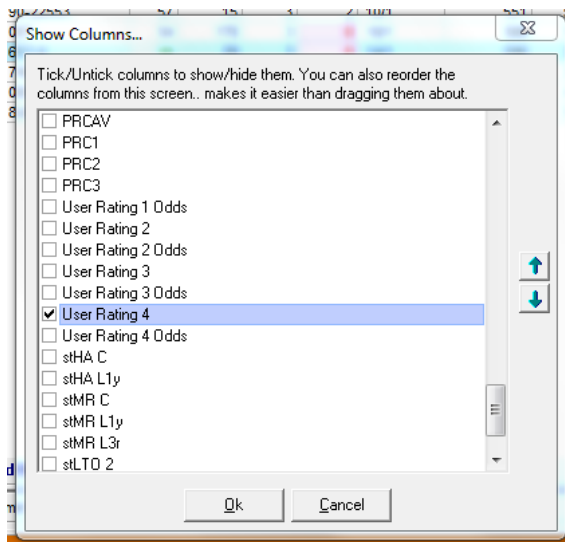 Show Columns...
Tick/Untick columns to show/hide them. You can also reorder the
columns from this screen.. makes it easier than dragging them about.
PRCAV
PRC1
PRC2
PRC3
User Rating 1 Odds
User Rating 2
User Rating 2 Odds
User Rating 3
User Rating 3 Odds
User Rating 4
User Rating 4 Odds
stHA C
stHA L1y
stMR C
stMR L1y
stMR L3r
stLTO 2
Ok
Cancel